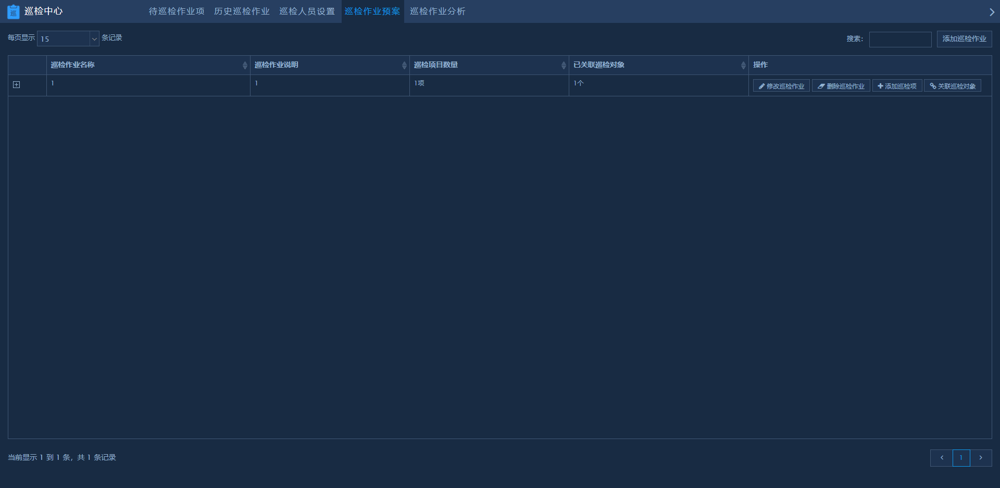 巡 巡检中心 待巡检作业项 历史巡检作业 巡检人员设置 巡检作业预案 巡检作业分析
每页显示 15 条记录 搜索: 添加巡检作业
巡检作业名称 巡检作业说明 巡检项目数量 已关联巡检对象 操作
1 1 1项 1个 修改巡检作业 删除巡检作业 添加巡检项 关联巡检对象
当前显示 1 到 1 条，共 1 条记录 1